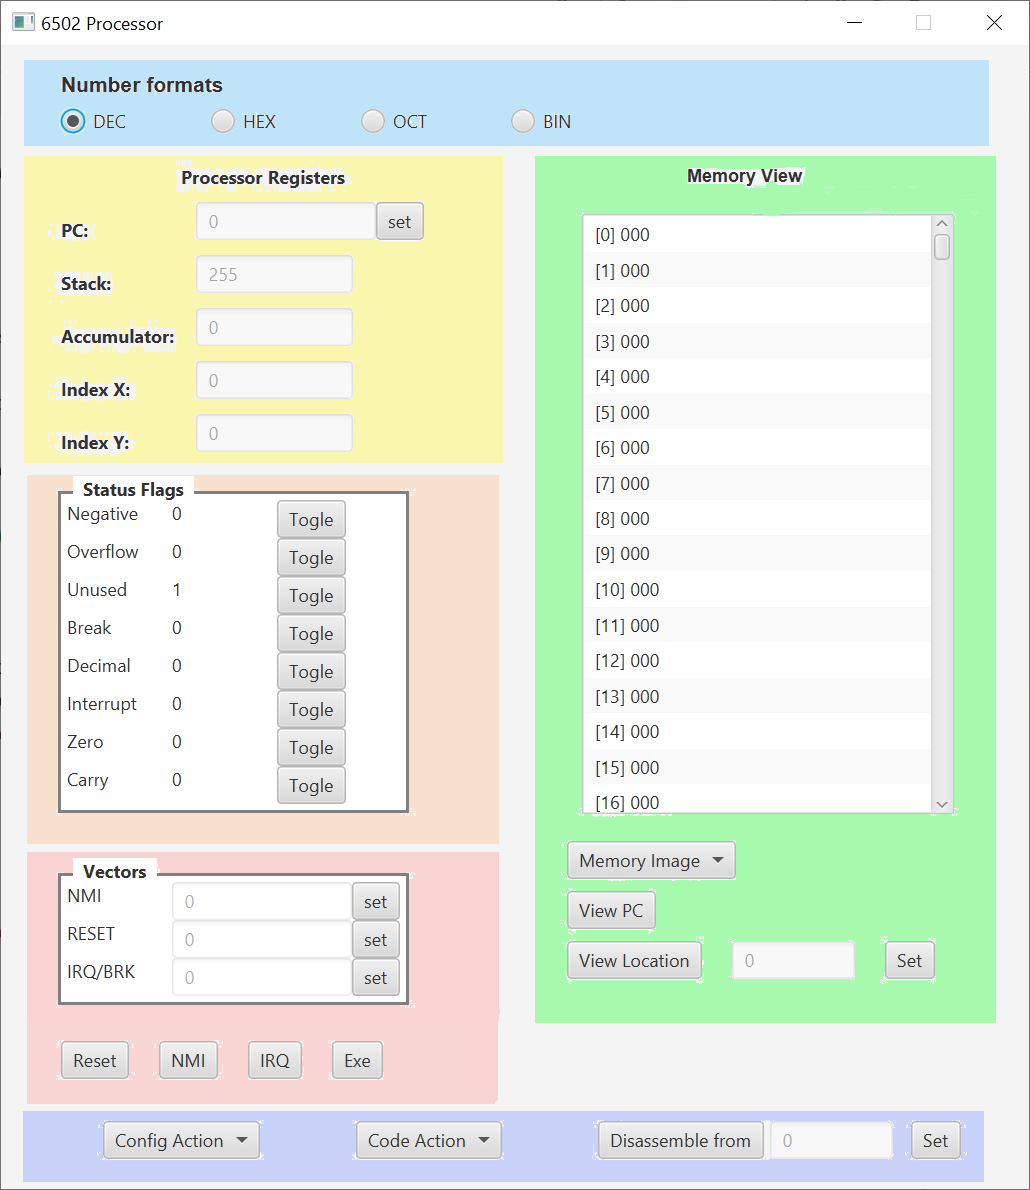 6502 Processor
Number formats
DEC HEX OCT BIN
Processor Registers
PC: 0 set
Stack: 255
Accumulator: 0
Index X: 0
Index Y: 0
Status Flags
Negative 0 Togle
Overflow 0 Togle
Unused 1 Togle
Break 0 Togle
Decimal 0 Togle
Interrupt 0 Togle
Zero 0 Togle
Carry 0 Togle
Vectors
NMI 0 set
RESET 0 set
IRQ/BRK 0 set
Reset NMI IRQ Exe
Memory View
[0] 000
[1] 000
[2] 000
[3] 000
[4] 000
[5] 000
[6] 000
[7] 000
[8] 000
[9] 000
[10] 000
[11] 000
[12] 000
[13] 000
[14] 000
[15] 000
[16] 000
Memory Image
View PC
View Location 0 Set
Config Action Code Action Disassemble from 0 Set